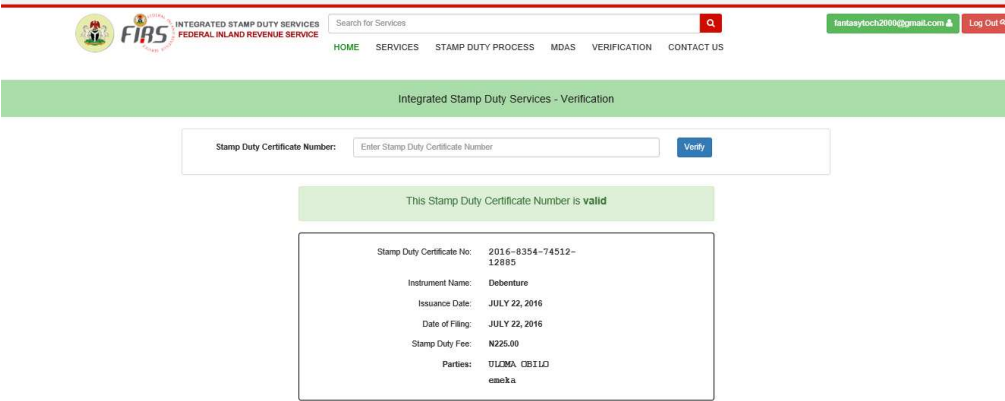 FIRS
INTEGRATED STAMP DUTY SERVICES
FEDERAL INLAND REVENUE SERVICE
Search for Services
fantasytoch2000@gmail.com
Log Out
HOME SERVICES STAMP DUTY PROCESS MDAS VERIFICATION CONTACT US
Integrated Stamp Duty Services - Verification
Stamp Duty Certificate Number: Enter Stamp Duty Certificate Number Verify
This Stamp Duty Certificate Number is valid
Stamp Duty Certificate No: 2016-8354-74512-
12885
Instrument Name: Debenture
Issuance Date: JULY 22, 2016
Date of Filing: JULY 22, 2016
Stamp Duty Fee: N225.00
Parties: ULOMA OBILO
emeka